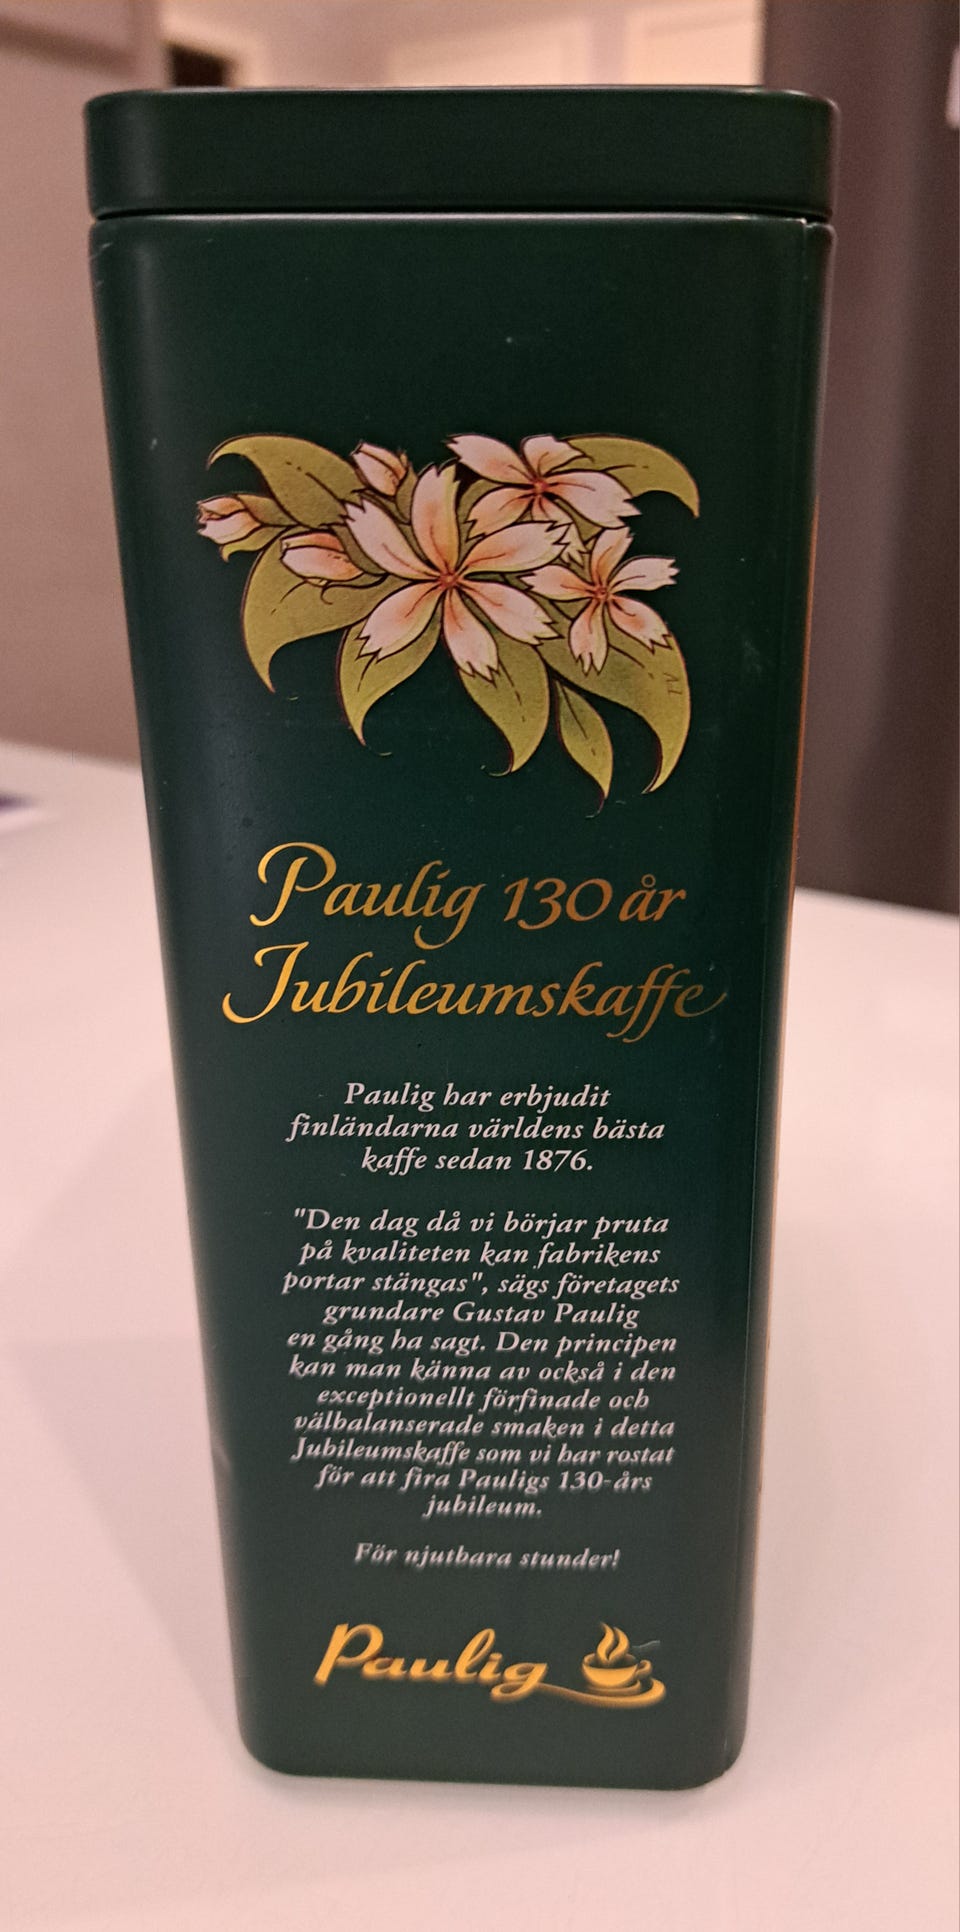 Paulig 130 år
Jubileumskaffe
Paulig har erbjudit
finländarna världens bästa
kaffe sedan 1876.
"Den dag då vi börjar pruta
på kvaliteten kan fabrikens
portar stängas", sägs företagets
grundare Gustav Paulig
en gång ha sagt. Den principen
kan man känna av också i den
exceptionellt förfinade och
välbalanserade smaken i detta
Jubileumskaffe som vi har rostat
för att fira Pauligs 130-års
jubileum.
För njutbara stunder!
Paulig